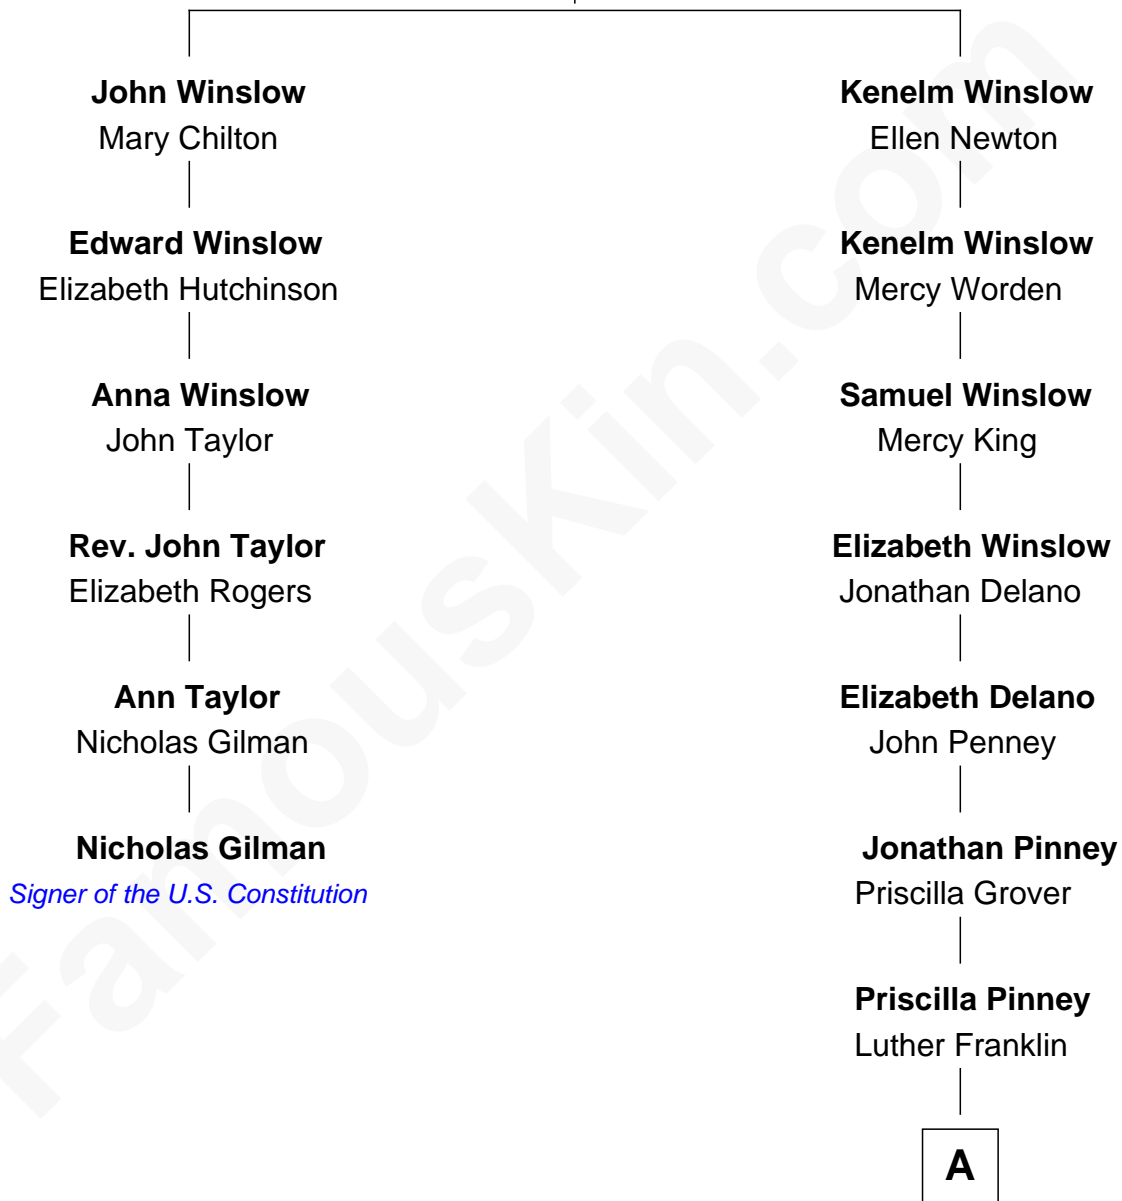 John Winslow
Mary Chilton
Edward Winslow
Elizabeth Hutchinson
Anna Winslow
John Taylor
Rev. John Taylor
Elizabeth Rogers
Ann Taylor
Nicholas Gilman
Nicholas Gilman
Signer of the U.S. Constitution
Kenelm Winslow
Ellen Newton
Kenelm Winslow
Mercy Worden
Samuel Winslow
Mercy King
Elizabeth Winslow
Jonathan Delano
Elizabeth Delano
John Penney
Jonathan Pinney
Priscilla Grover
Priscilla Pinney
Luther Franklin
A
FamousKin.com